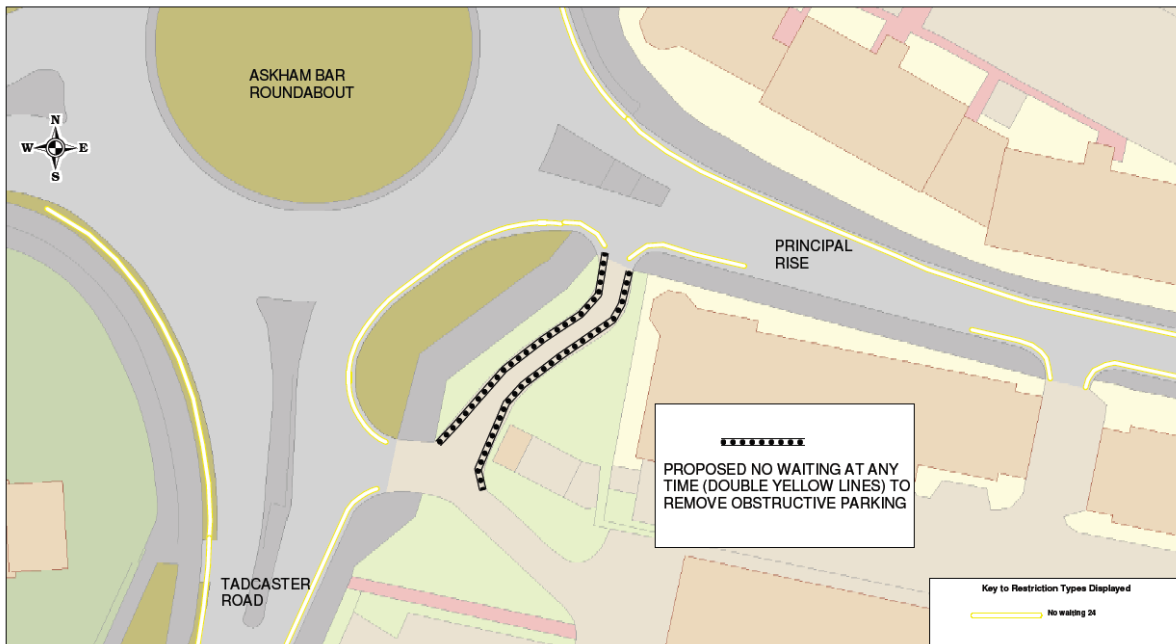 ASKHAM BAR
ROUNDABOUT
N
W E
S
PRINCIPAL
RISE
PROPOSED NO WAITING AT ANY
TIME (DOUBLE YELLOW LINES) TO
REMOVE OBSTRUCTIVE PARKING
TADCASTER
ROAD
Key to Restriction Types Displayed
No waiting 24